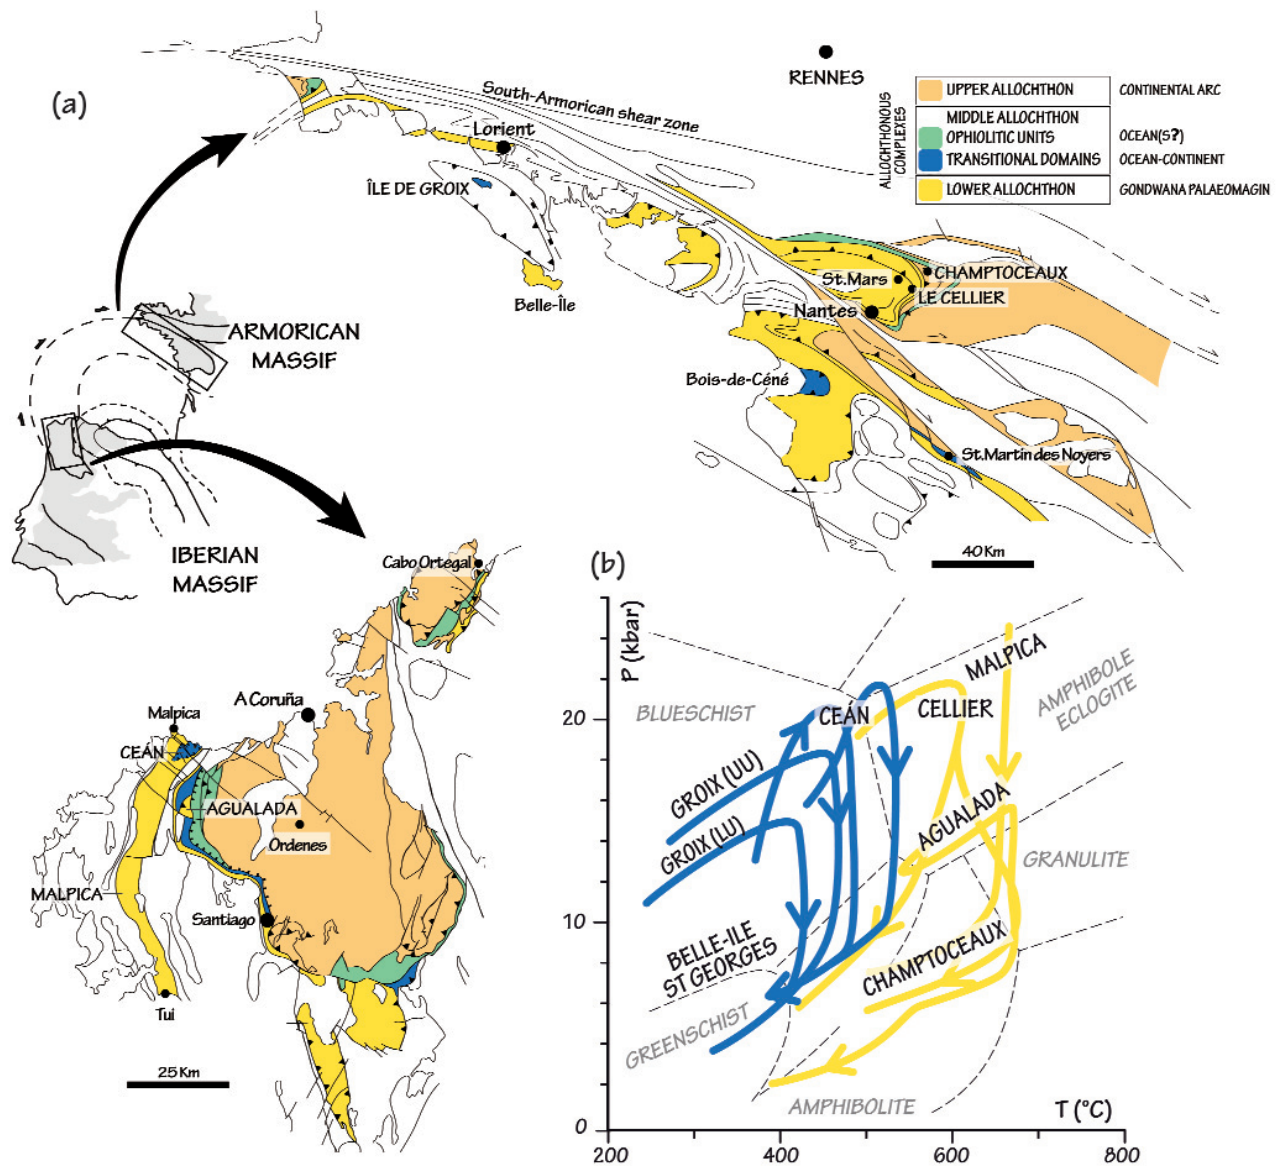 (a)
South-Armorican shear zone
RENNES
Lorient
ÎLE DE GROIX
Belle-Île
St.Mars
CHAMPTOCEAUX
LE CELLIER
Nantes
Bois-de-Céné
St.Martin des Noyers
40 Km
ALLOCHTHONOUS
COMPLEXES
UPPER ALLOCHTHON CONTINENTAL ARC
MIDDLE ALLOCHTHON
OPHIOLITIC UNITS OCEAN(S?)
TRANSITIONAL DOMAINS OCEAN-CONTINENT
LOWER ALLOCHTHON GONDWANA PALAEOMAGIN
ARMORICAN
MASSIF
IBERIAN
MASSIF
Cabo Ortegal
A Coruña
Malpica
CEÁN
AGUALADA
Ordenes
MALPICA
Santiago
Tui
25 Km
(b)
P (kbar)
20
10
0
200
400
600
800
T (°C)
BLUESCHIST
CEÁN
CELLIER
MALPICA
AMPHIBOLE
ECLOGITE
GROIX (UU)
GROIX (LU)
AGUALADA
GRANULITE
BELLE-ILE
ST GEORGES
CHAMPTOCEAUX
GREENSCHIST
AMPHIBOLITE